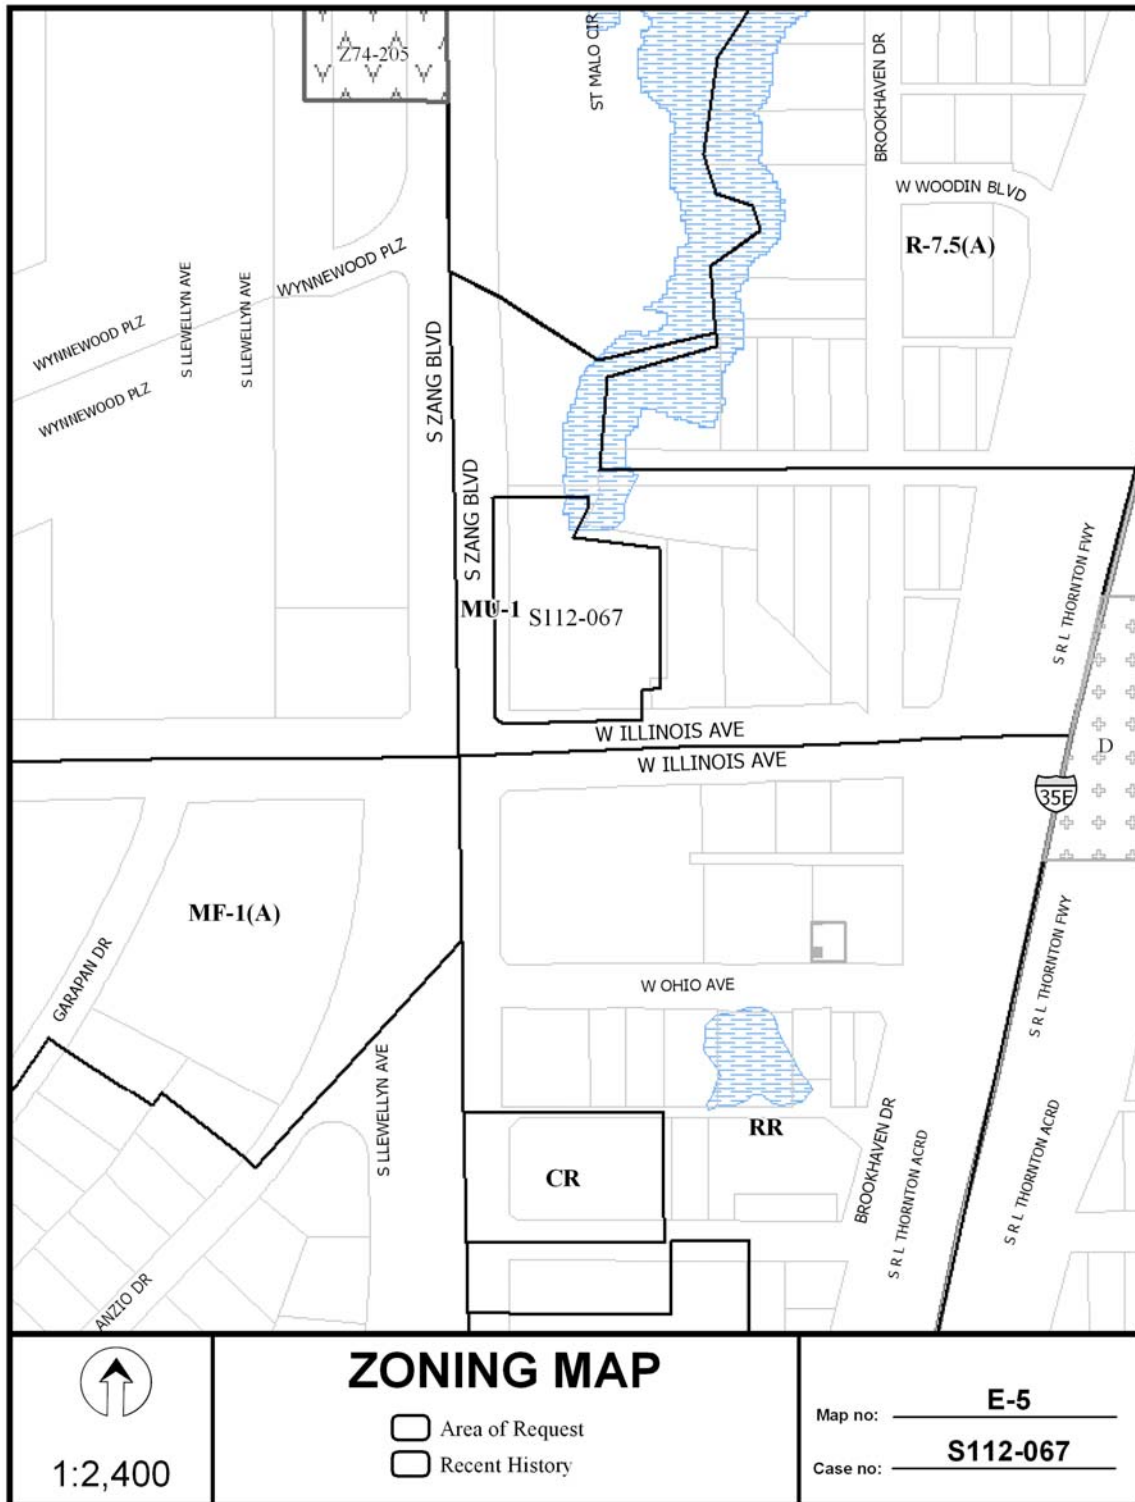 Z74-205
ST MALO CIR
BROOKHAVEN DR
W WOODIN BLVD
R-7.5(A)
WYNNEWOOD PLZ
S LLEWELLYN AVE
S LLEWELLYN AVE
WYNNEWOOD PLZ
WYNNEWOOD PLZ
S ZANG BLVD
S ZANG BLVD
MU-1
S112-067
S R L THORNTON FWY
W ILLINOIS AVE
W ILLINOIS AVE
D
35E
MF-1(A)
GARAPAN DR
W OHIO AVE
S R L THORNTON FWY
S LLEWELLYN AVE
RR
CR
BROOKHAVEN DR
S R L THORNTON ACRD
S R L THORNTON ACRD
ANZIO DR
1:2,400
ZONING MAP
Area of Request
Recent History
Map no: E-5
Case no: S112-067